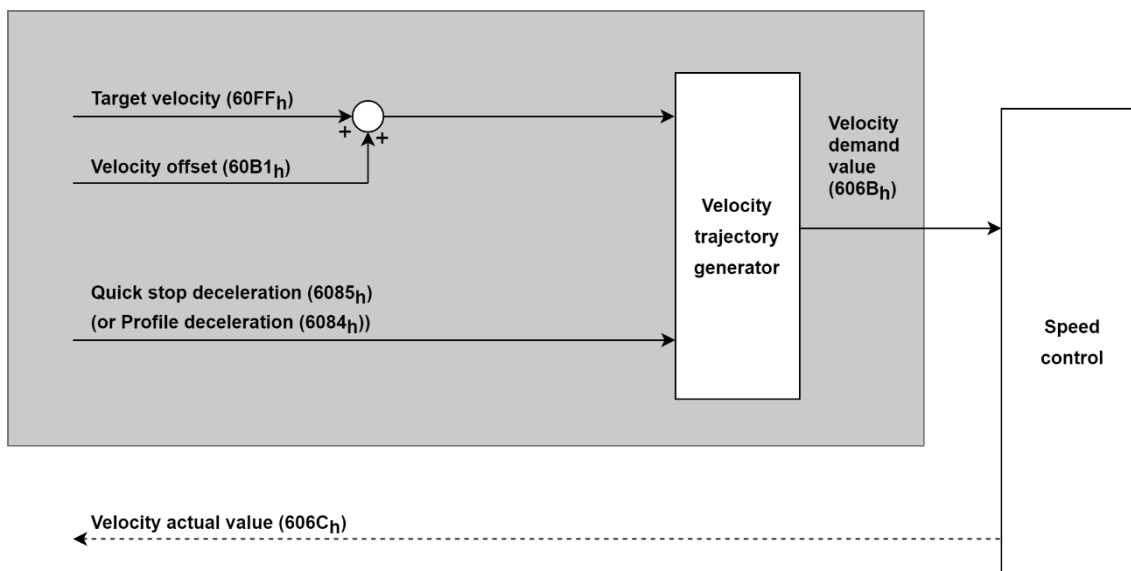 Target velocity (60FFh)
+
+
Velocity offset (60B1h)
Velocity
demand
value
(606Bh)
Velocity
trajectory
generator
Quick stop deceleration (6085h)
(or Profile deceleration (6084h))
Speed
control
Velocity actual value (606Ch)